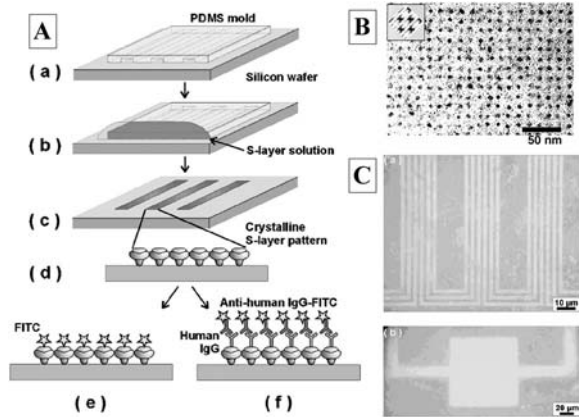 A
PDMS mold
( a )
Silicon wafer
( b )
S-layer solution
( c )
Crystalline
S-layer pattern
( d )
Anti-human IgG-FITC
FITC
Human
IgG
( e )
( f )
B
50 nm
C
(a)
10 µm
(b)
20 µm